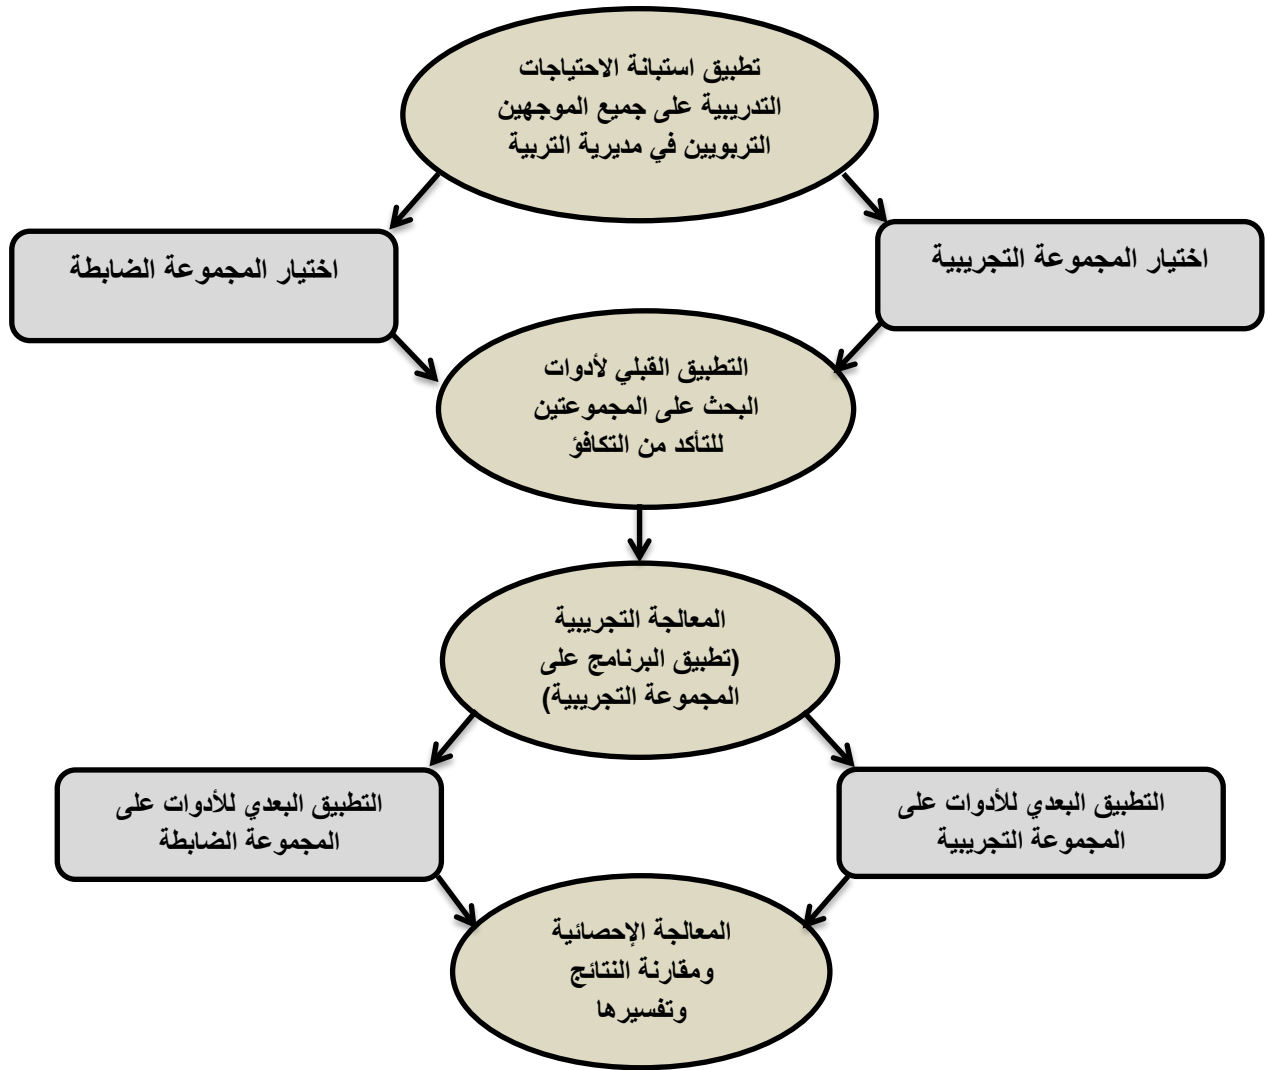 تطبيق استبانة الاحتياجات
التدريبية على جميع الموجهين
التربويين في مديرية التربية
اختيار المجموعة التجريبية
اختيار المجموعة الضابطة
التطبيق القبلي لأدوات
البحث على المجموعتين
للتأكد من التكافؤ
المعالجة التجريبية
(تطبيق البرنامج على
المجموعة التجريبية)
التطبيق البعدي للأدوات على
المجموعة التجريبية
التطبيق البعدي للأدوات على
المجموعة الضابطة
المعالجة الإحصائية
ومقارنة النتائج
وتفسيرها